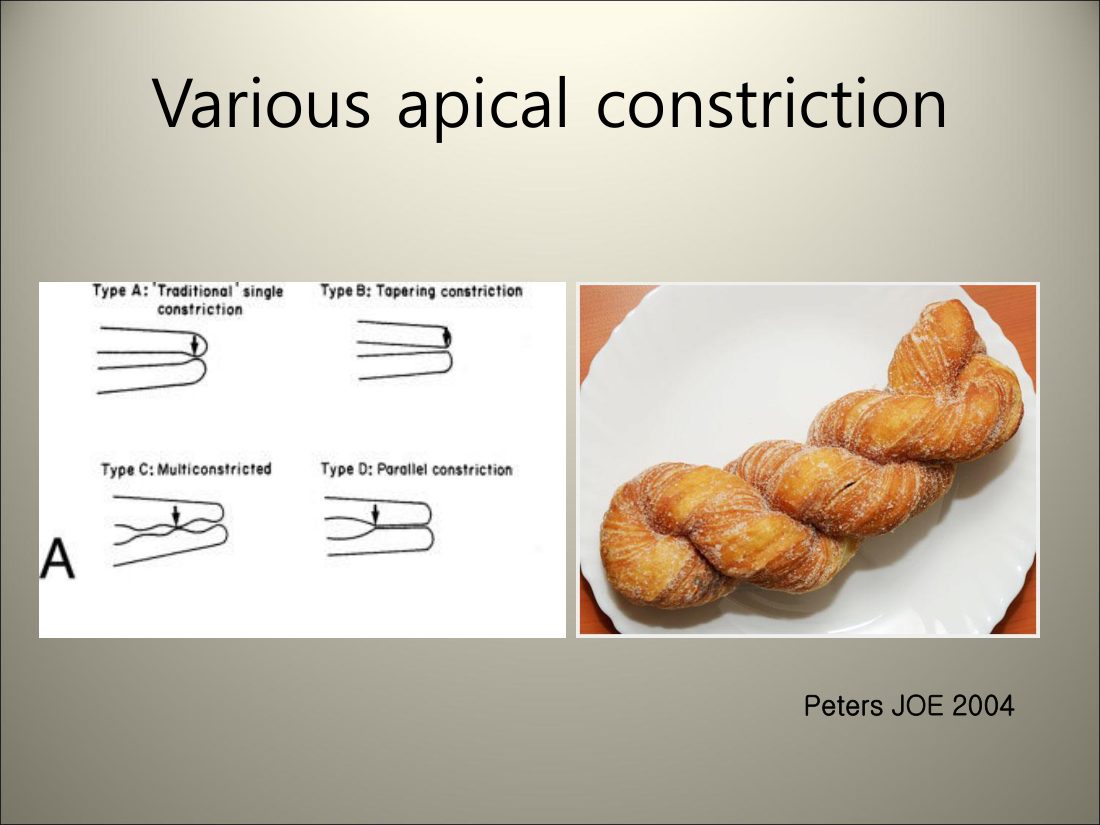 Various apical constriction
Type A: 'Traditional' single
constriction
Type B: Tapering constriction
Type C: Multiconstricted
Type D: Parallel constriction
A
Peters JOE 2004